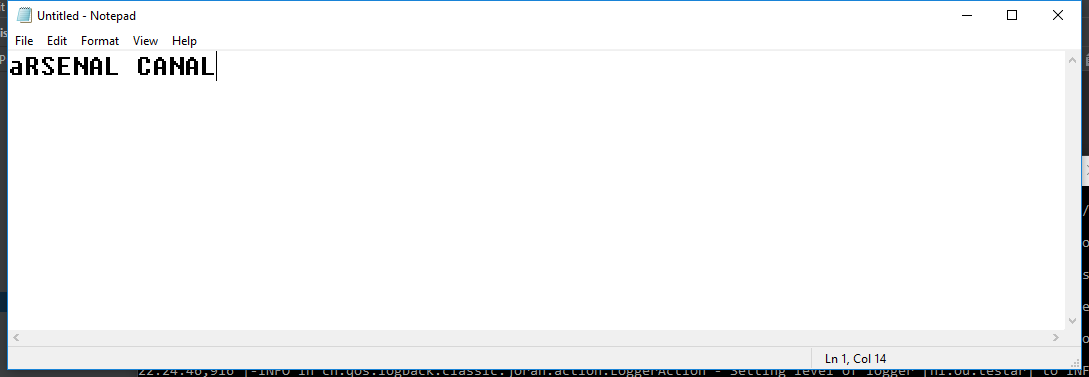 Untitled - Notepad
File Edit Format View Help
aRSENAL CANAL
Ln 1, Col 14
22:24:46,916 |-INFO in ch.qos.logback.classic.joran.action.LoggerAction - Setting level of logger [nl.ou.testar] to